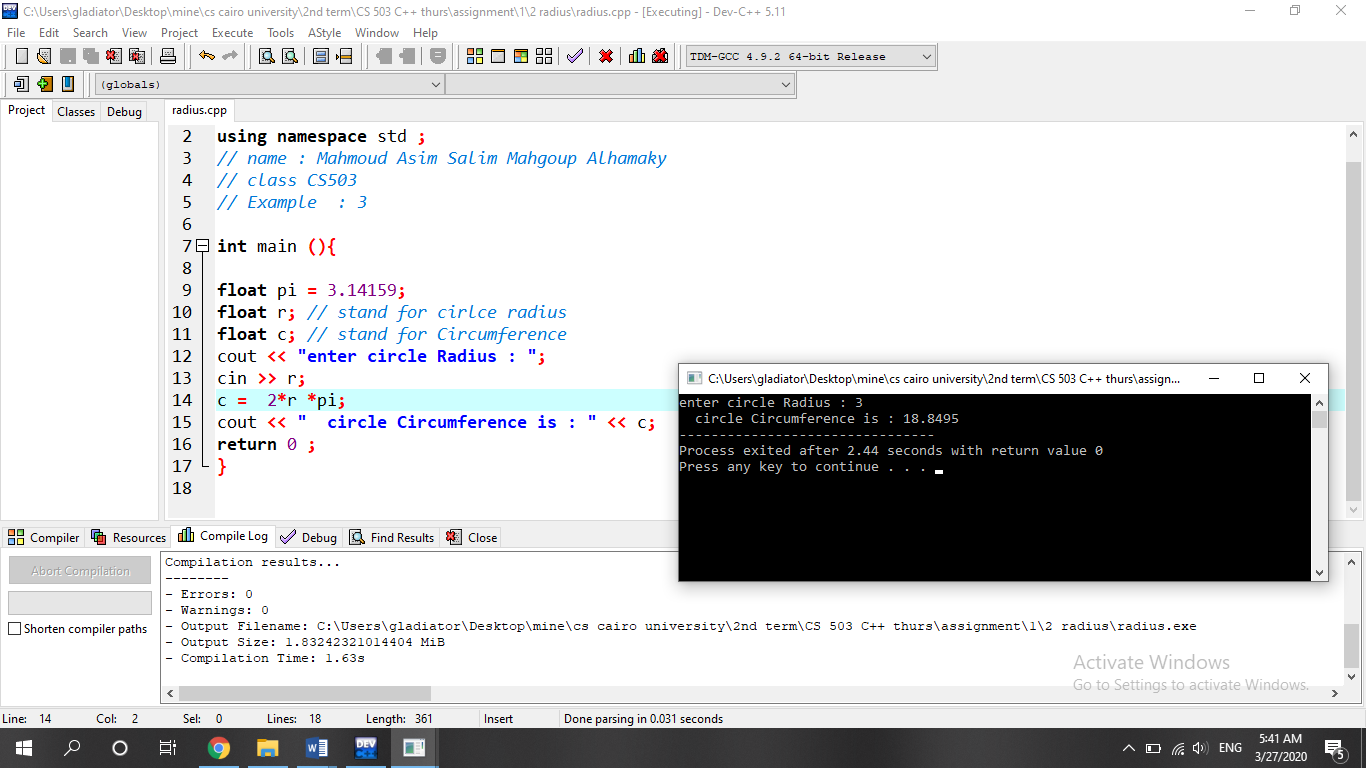 C:\Users\gladiator\Desktop\mine\cs cairo university\2nd term\CS 503 C++ thurs\assignment\1\2 radius\radius.cpp - [Executing] - Dev-C++ 5.11
File Edit Search View Project Execute Tools AStyle Window Help
TDM-GCC 4.9.2 64-bit Release
(globals)
Project Classes Debug
radius.cpp
2 using namespace std ;
3 // name : Mahmoud Asim Salim Mahgoup Alhamaky
4 // class CS503
5 // Example  : 3
6
7 int main (){
8
9 float pi = 3.14159;
10 float r; // stand for cirlce radius
11 float c; // stand for Circumference
12 cout << "enter circle Radius : ";
13 cin >> r;
14 c =  2*r *pi;
15 cout << "  circle Circumference is : " << c;
16 return 0 ;
17 }
18
C:\Users\gladiator\Desktop\mine\cs cairo university\2nd term\CS 503 C++ thurs\assign...
enter circle Radius : 3
  circle Circumference is : 18.8495
--------------------------------
Process exited after 2.44 seconds with return value 0
Press any key to continue . . .
Compiler Resources Compile Log Debug Find Results Close
Abort Compilation
Shorten compiler paths
Compilation results...
--------
- Errors: 0
- Warnings: 0
- Output Filename: C:\Users\gladiator\Desktop\mine\cs cairo university\2nd term\CS 503 C++ thurs\assignment\1\2 radius\radius.exe
- Output Size: 1.83242321014404 MiB
- Compilation Time: 1.63s
Activate Windows
Go to Settings to activate Windows.
Line: 14 Col: 2 Sel: 0 Lines: 18 Length: 361 Insert Done parsing in 0.031 seconds
DEV
ENG
5:41 AM
3/27/2020
5